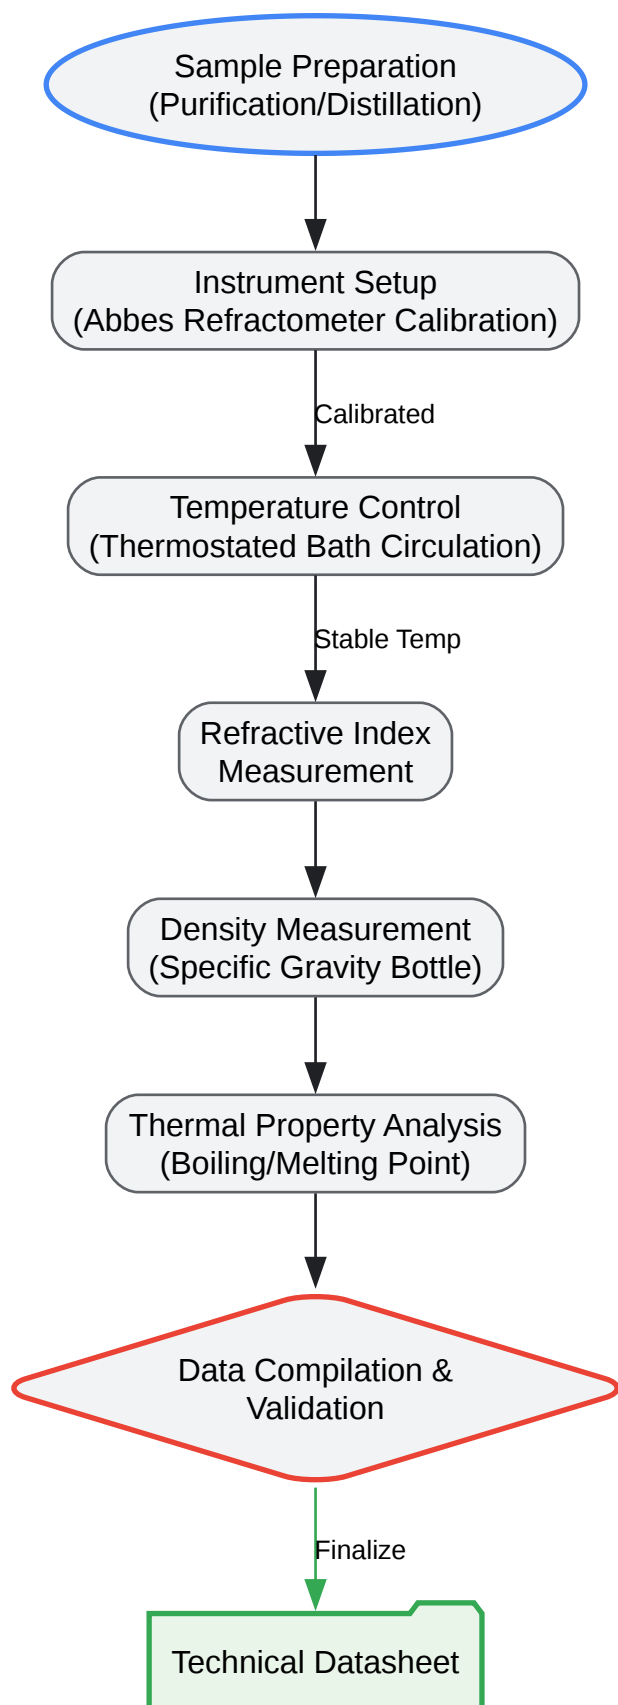 Sample Preparation
(Purification/Distillation)
Instrument Setup
(Abbes Refractometer Calibration)
Calibrated
Temperature Control
(Thermostated Bath Circulation)
Stable Temp
Refractive Index
Measurement
Density Measurement
(Specific Gravity Bottle)
Thermal Property Analysis
(Boiling/Melting Point)
Data Compilation &
Validation
Finalize
Technical Datasheet